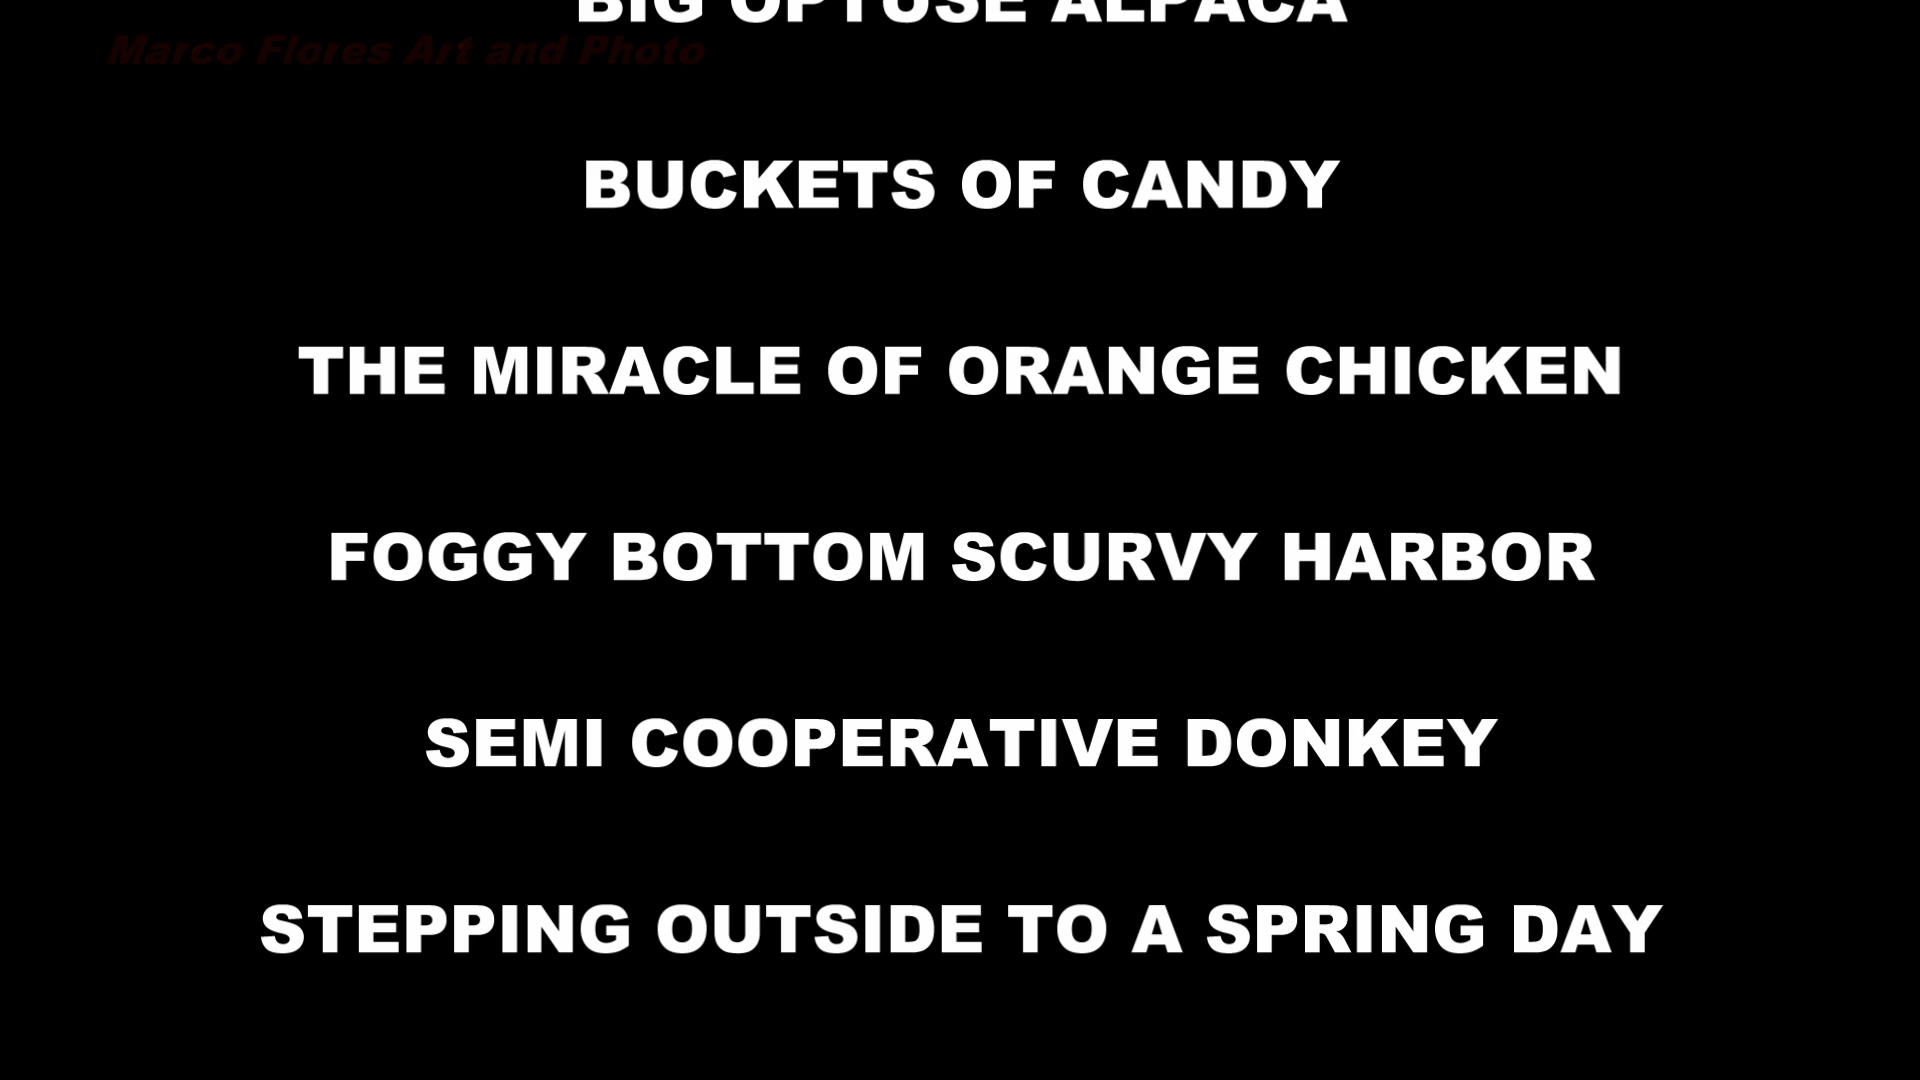 BIG OPTUSE ALPACA
Marco Flores Art and Photo
BUCKETS OF CANDY
THE MIRACLE OF ORANGE CHICKEN
FOGGY BOTTOM SCURVY HARBOR
SEMI COOPERATIVE DONKEY
STEPPING OUTSIDE TO A SPRING DAY